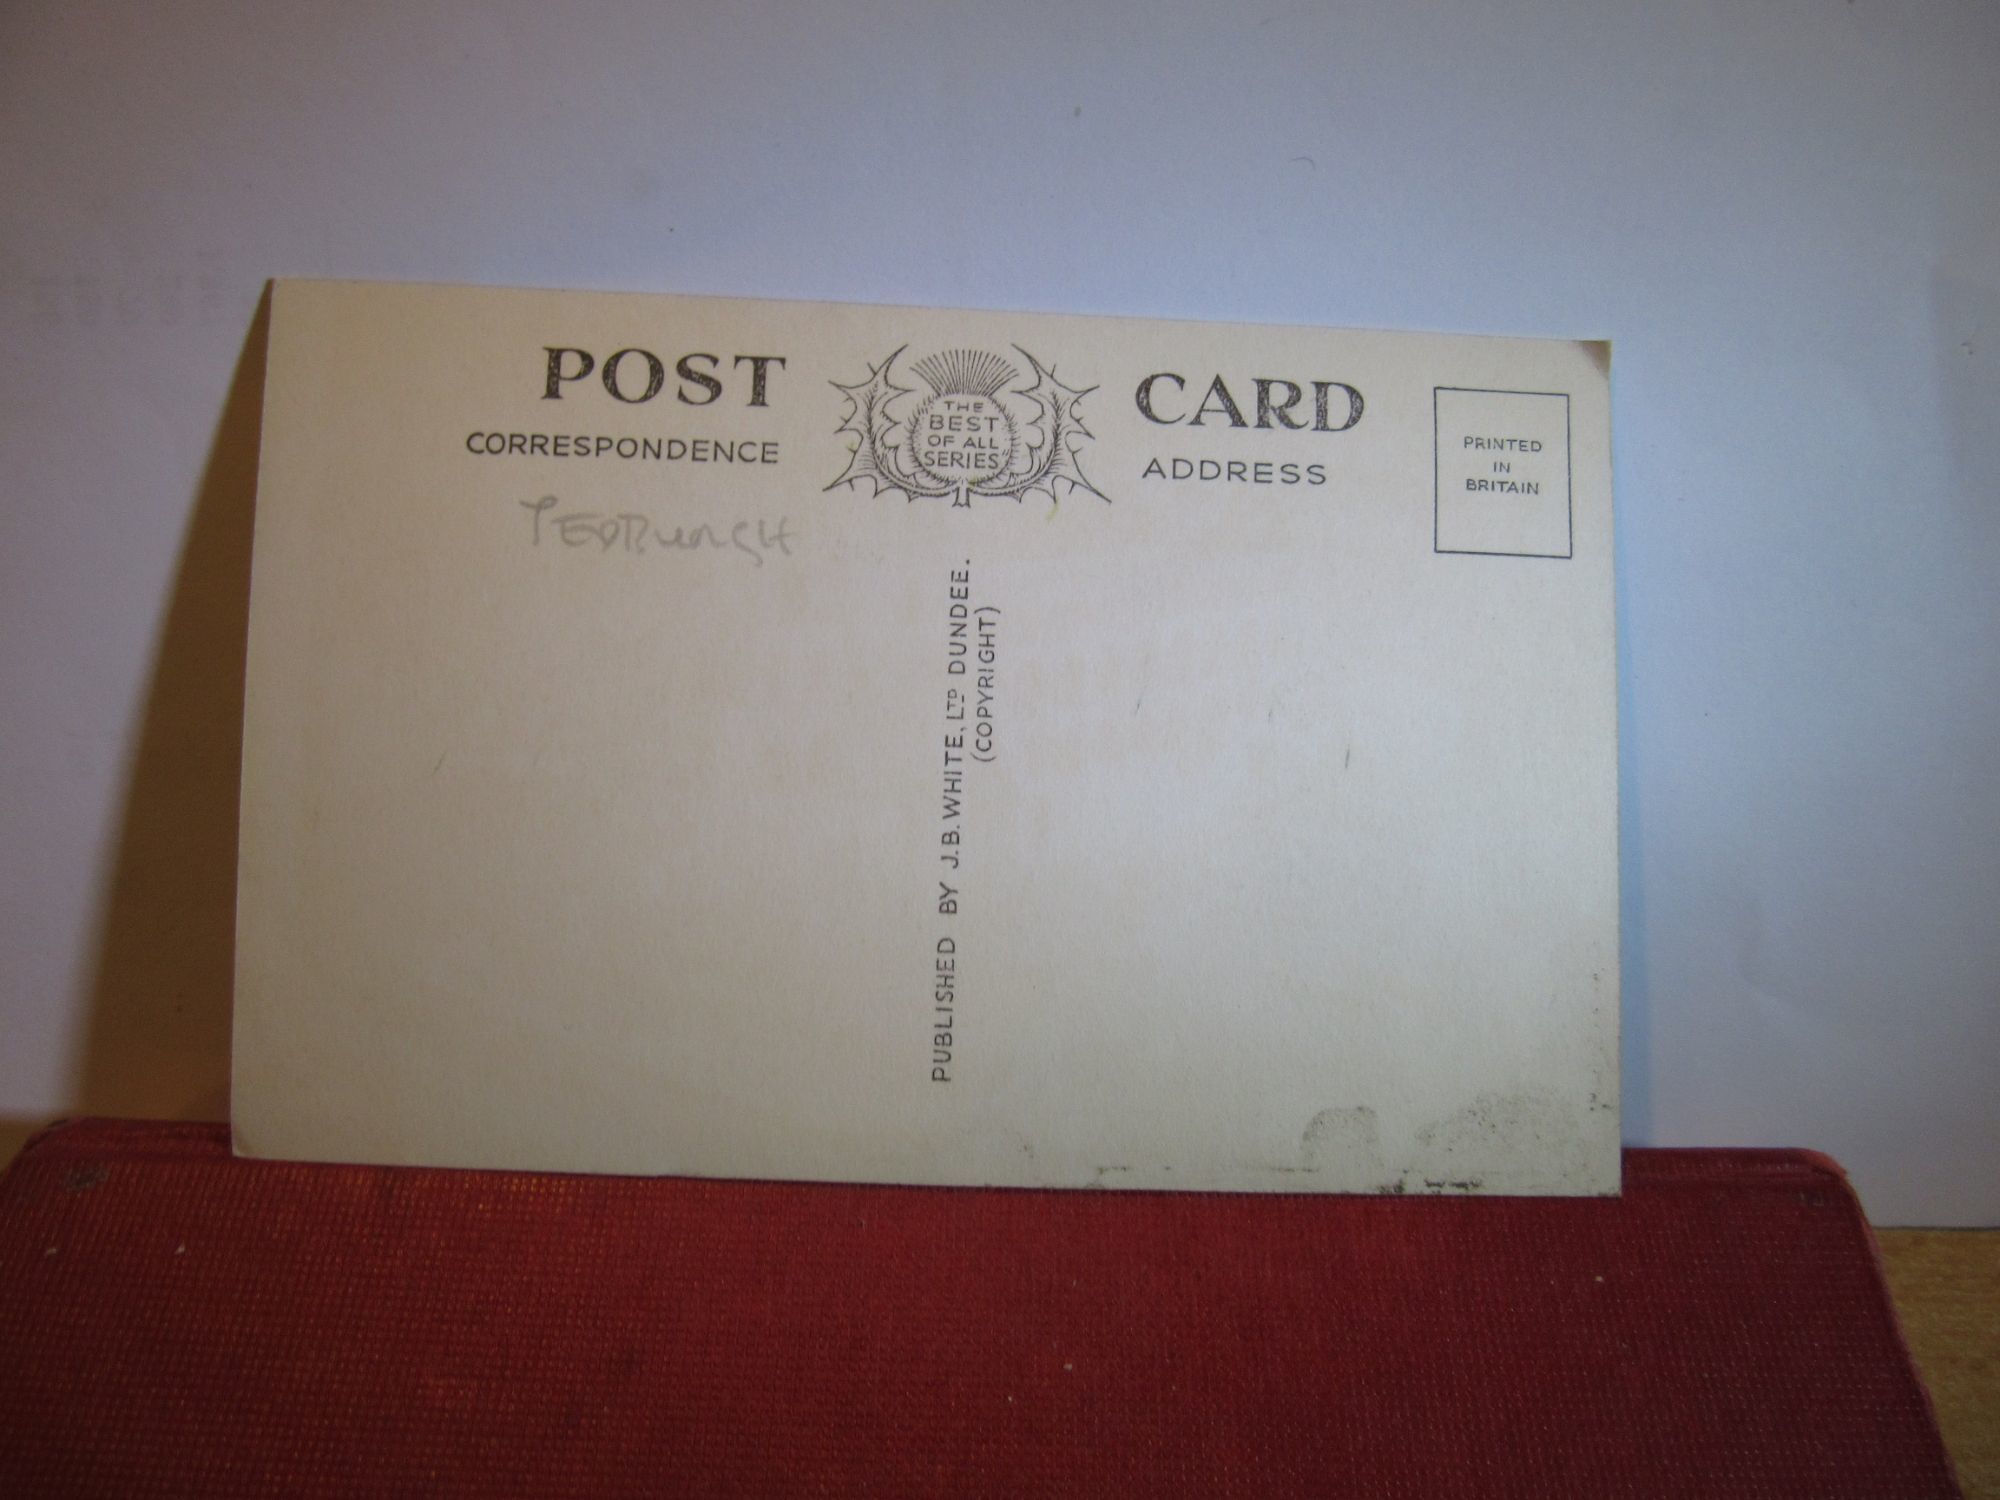 POST CARD
THE
BEST
OF ALL
SERIES
CORRESPONDENCE
ADDRESS
PRINTED
IN
BRITAIN
JEDBURGH
PUBLISHED BY J.B. WHITE, LTD DUNDEE.
(COPYRIGHT)